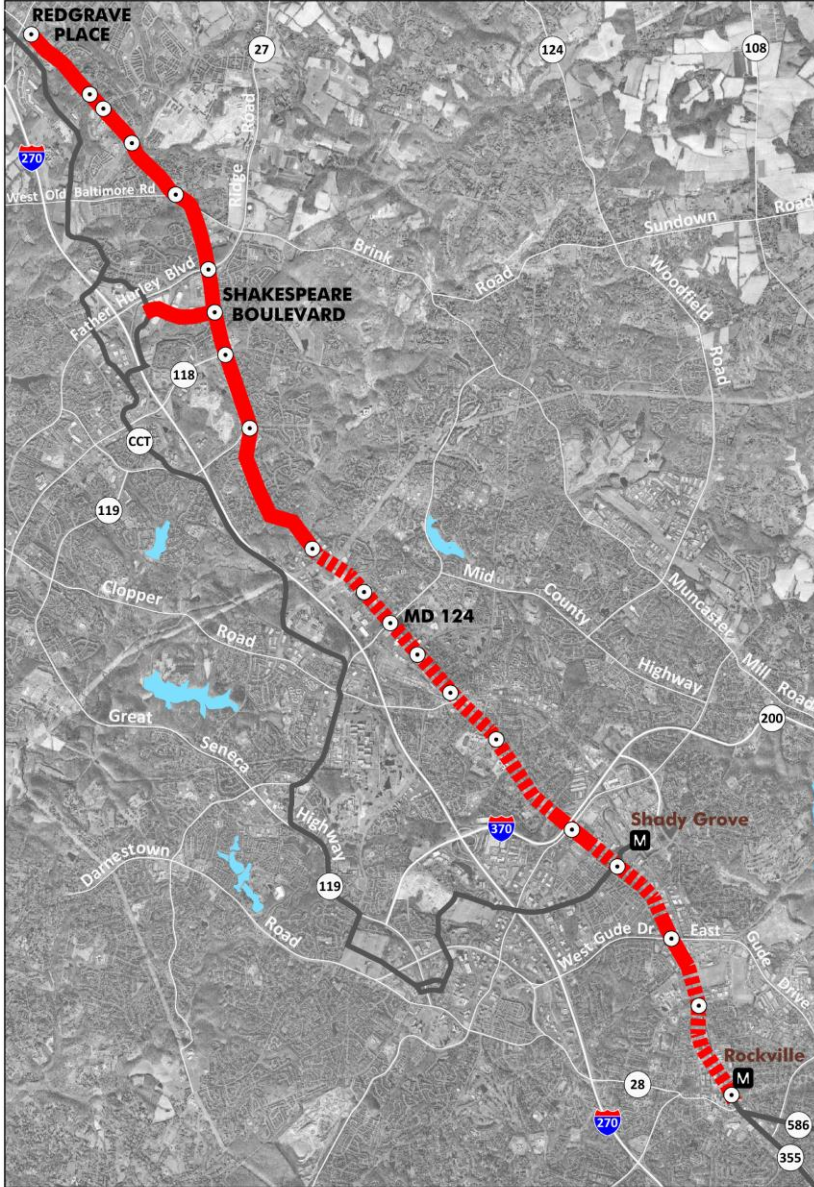 REDGRAVE
PLACE
27
124
108
Ridge Road
270
West Old Baltimore Rd
Brink Road
Sundown Road
Woodfield Road
Father Hurley Blvd
SHAKESPEARE
BOULEVARD
118
CCT
119
Clopper Road
MD 124
Mid County Highway
Muncaster Mill Road
200
Great Seneca Highway
370
Shady Grove
M
Darnestown Road
119
West Gude Dr
East Gude Drive
Rockville
M
28
270
586
355